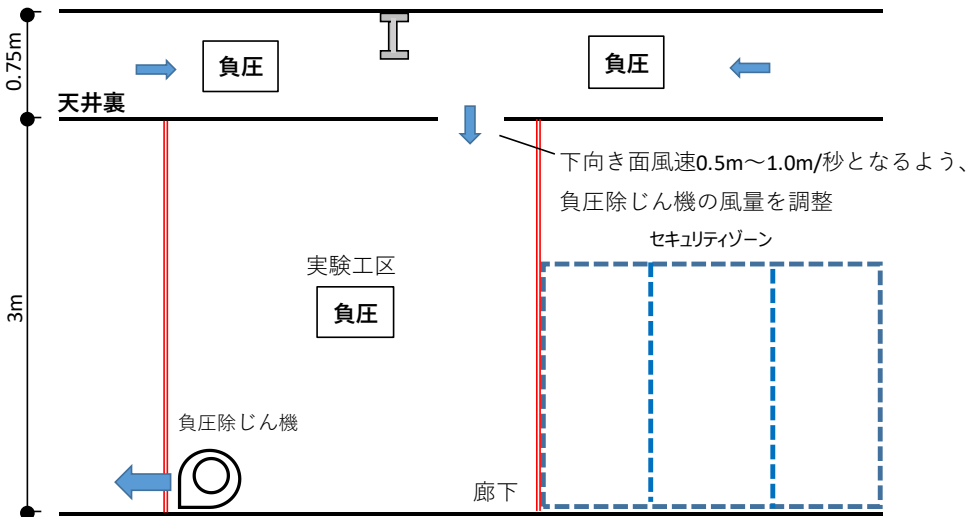 0.75m
負圧
負圧
天井裏
下向き面風速0.5m～1.0m/秒となるよう、
負圧除じん機の風量を調整
セキュリティゾーン
実験工区
負圧
3m
負圧除じん機
廊下